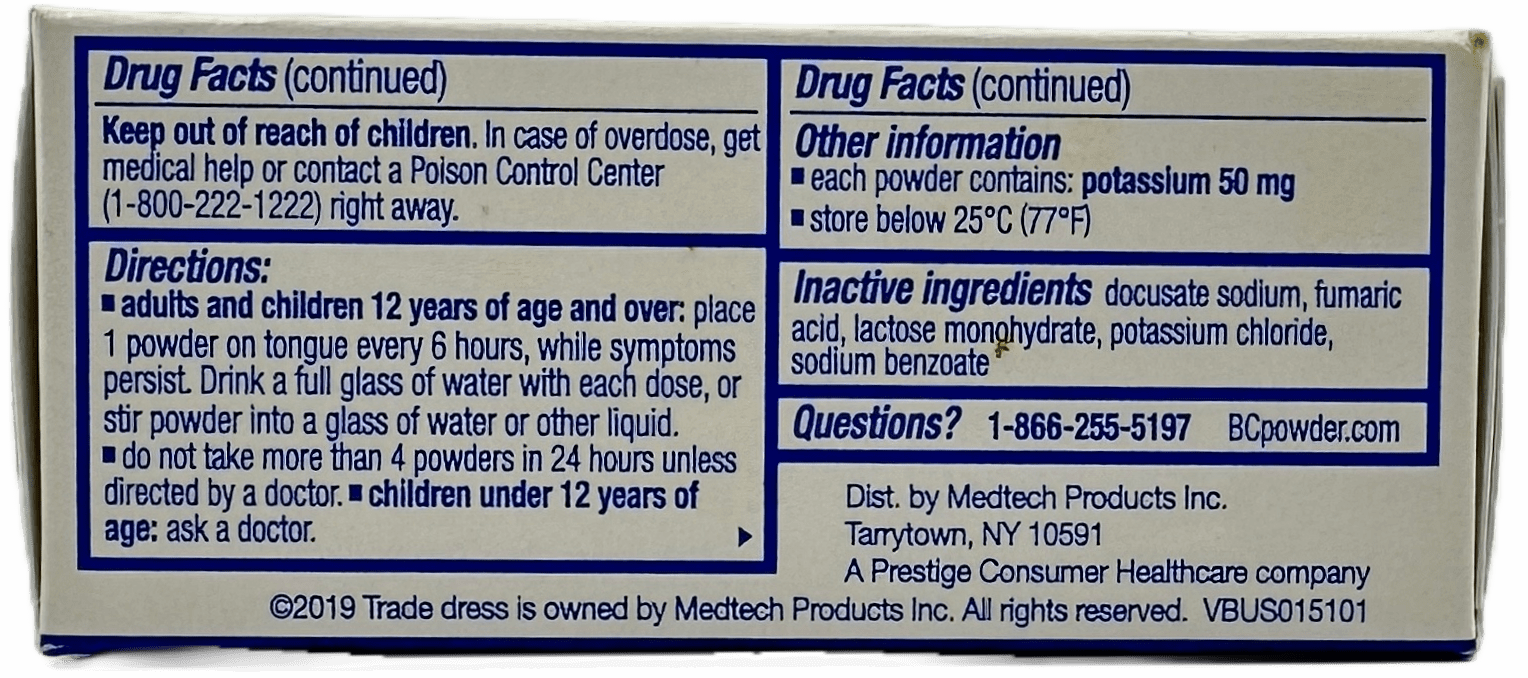 Drug Facts (continued)
Keep out of reach of children. In case of overdose, get
medical help or contact a Poison Control Center
(1-800-222-1222) right away.
Directions:
■ adults and children 12 years of age and over: place
1 powder on tongue every 6 hours, while symptoms
persist. Drink a full glass of water with each dose, or
stir powder into a glass of water or other liquid.
■ do not take more than 4 powders in 24 hours unless
directed by a doctor. ■ children under 12 years of
age: ask a doctor.
Drug Facts (continued)
Other information
■ each powder contains: potassium 50 mg
■ store below 25°C (77°F)
Inactive ingredients docusate sodium, fumaric
acid, lactose monohydrate, potassium chloride,
sodium benzoate
Questions? 1-866-255-5197 BCpowder.com
Dist. by Medtech Products Inc.
Tarrytown, NY 10591
A Prestige Consumer Healthcare company
©2019 Trade dress is owned by Medtech Products Inc. All rights reserved. VBUS015101